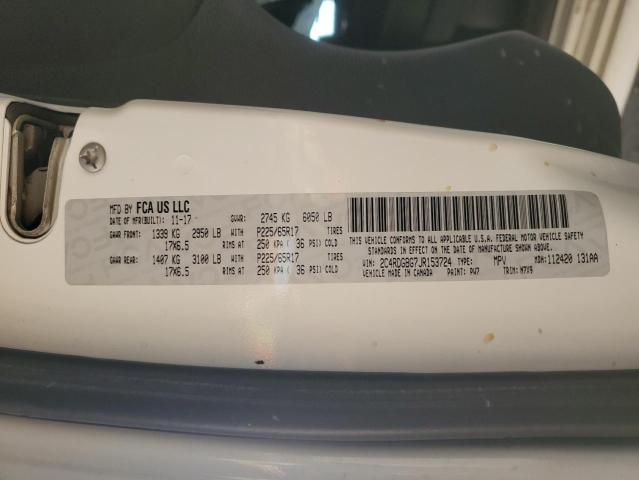 MFD BY FCA US LLC
DATE OF MFR(BUILT): 11-17 GVWR: 2745 KG 6050 LB
GAWR FRONT: 1339 KG 2950 LB WITH P225/65R17 TIRES
17X6.5 RIMS AT 250 KPA ( 36 PSI) COLD
GAWR REAR: 1407 KG 3100 LB WITH P225/65R17 TIRES
17X6.5 RIMS AT 250 KPA ( 36 PSI) COLD
THIS VEHICLE CONFORMS TO ALL APPLICABLE U.S.A. FEDERAL MOTOR VEHICLE SAFETY
STANDARDS IN EFFECT ON THE DATE OF MANUFACTURE SHOWN ABOVE.
VIN: 2C4RDGBG7JR153724 TYPE: MPV MDH: 112420 131AA
VEHICLE MADE IN CANADA PAINT: PW7 TRIM: M7X9